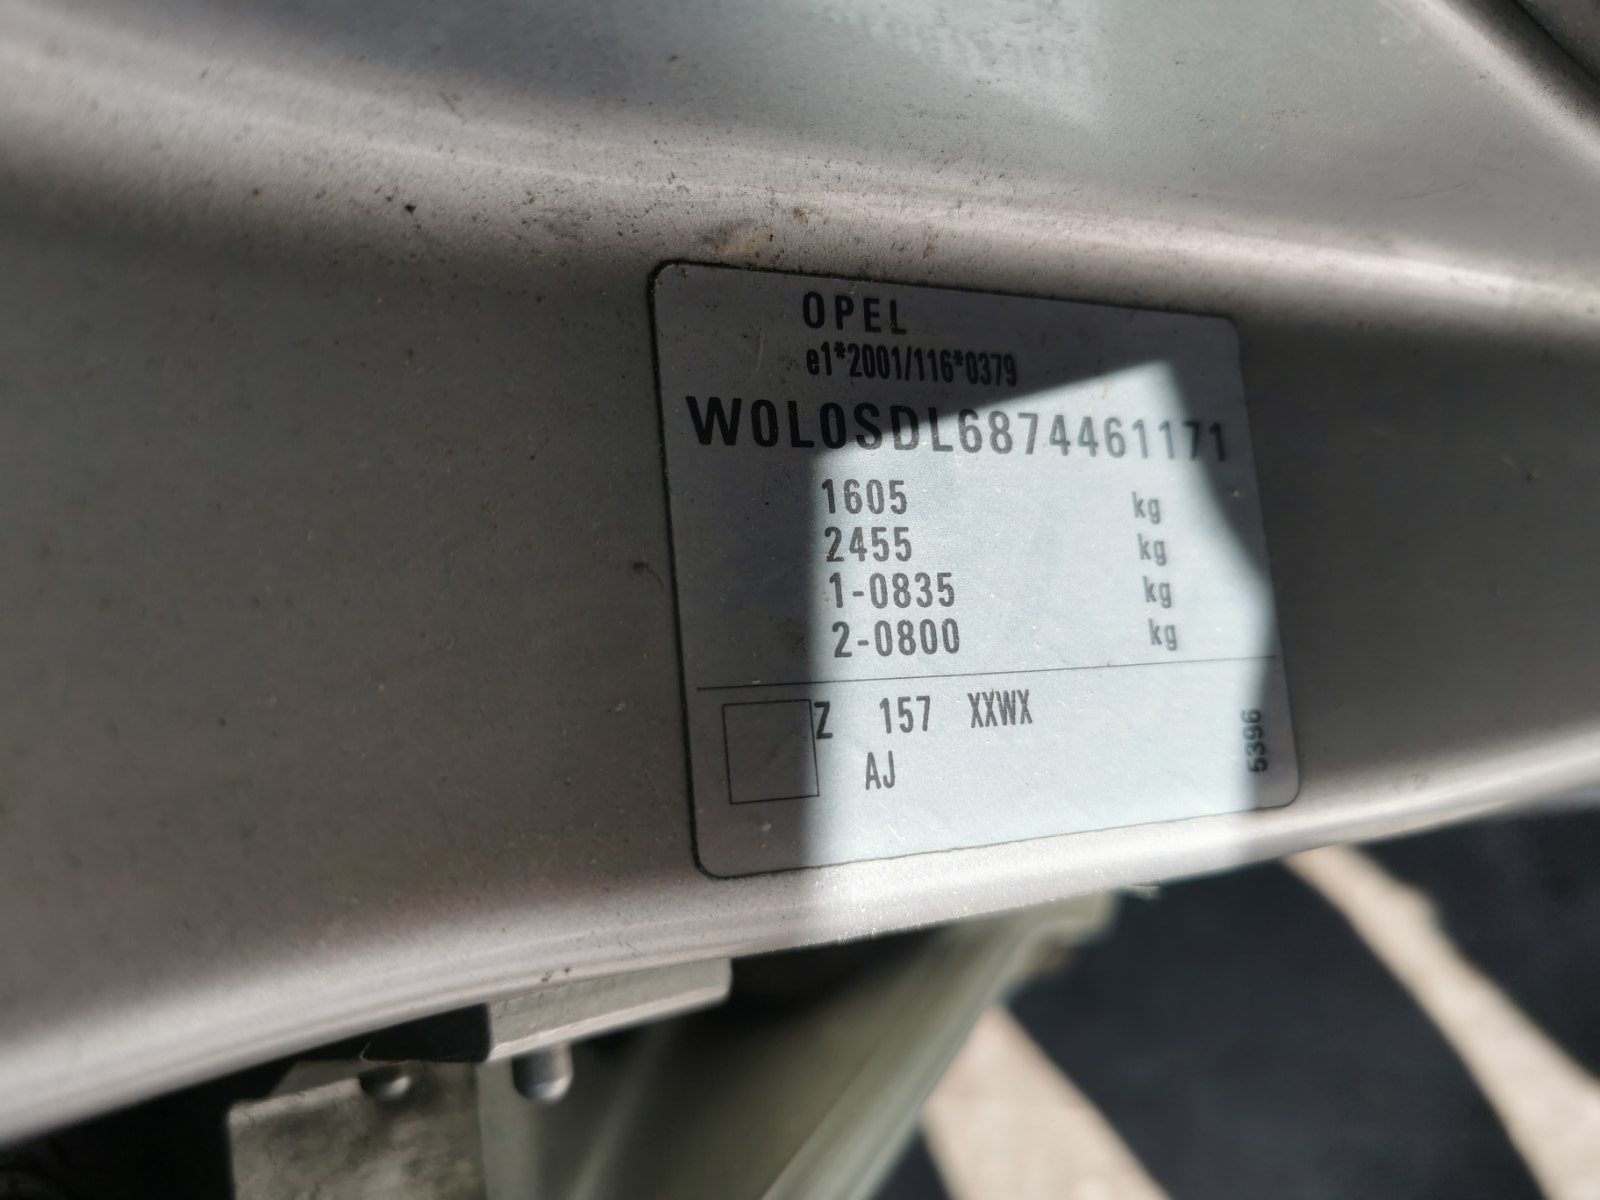 OPEL
e1*2001/116*0379
W0L0SDL6874461171
1605 kg
2455 kg
1-0835 kg
2-0800 kg
Z 157 XXWX
AJ
5396